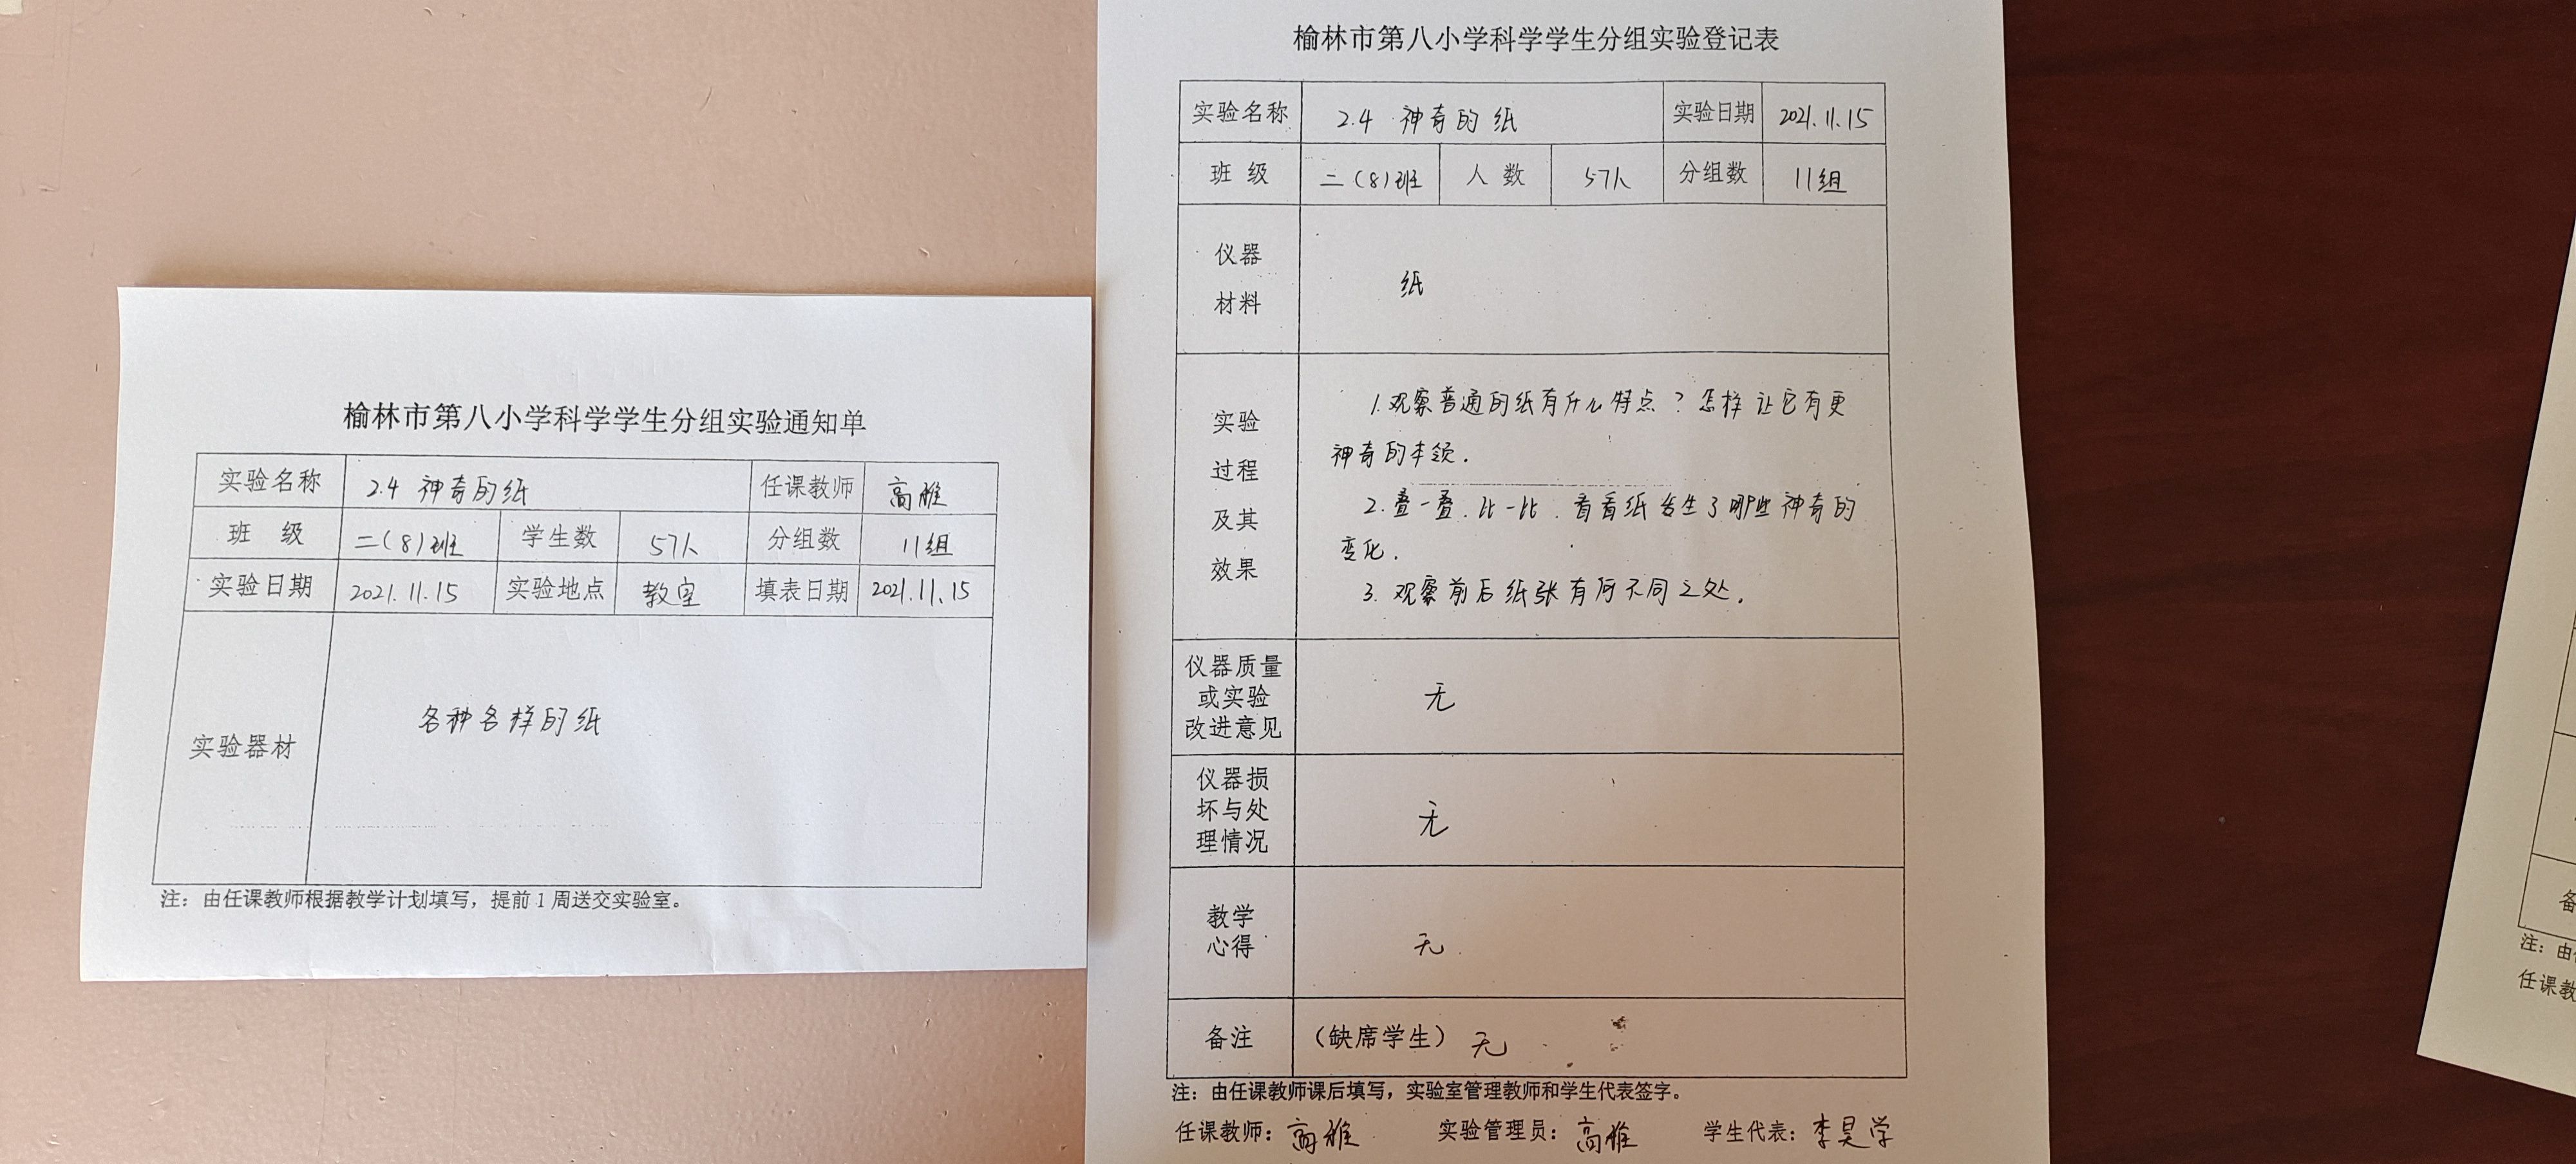 榆林市第八小学科学学生分组实验通知单
实验名称 2.4 神奇的纸 任课教师 高雅
班 级 二(8)班 学生数 57人 分组数 11组
实验日期 2021.11.15 实验地点 教室 填表日期 2021.11.15
实验器材 各种各样的纸
注：由任课教师根据教学计划填写，提前1周送交实验室。
榆林市第八小学科学学生分组实验登记表
实验名称 2.4 神奇的纸 实验日期 2021.11.15
班 级 二(8)班 人 数 57人 分组数 11组
仪器
材料
纸
实验
过程
及其
效果
1.观察普通的纸有什么特点？怎样让它有更
神奇的本领.
2.叠一叠.比一比.看看纸发生了哪些神奇的
变化.
3.观察前后纸张有何不同之处.
仪器质量
或实验
改进意见
无
仪器损
坏与处
理情况
无
教学
心得
无.
备注 （缺席学生） 无
注：由任课教师课后填写，实验室管理教师和学生代表签字。
任课教师：高雅 实验管理员：高雅 学生代表：李昊学
备
注：由
任课教